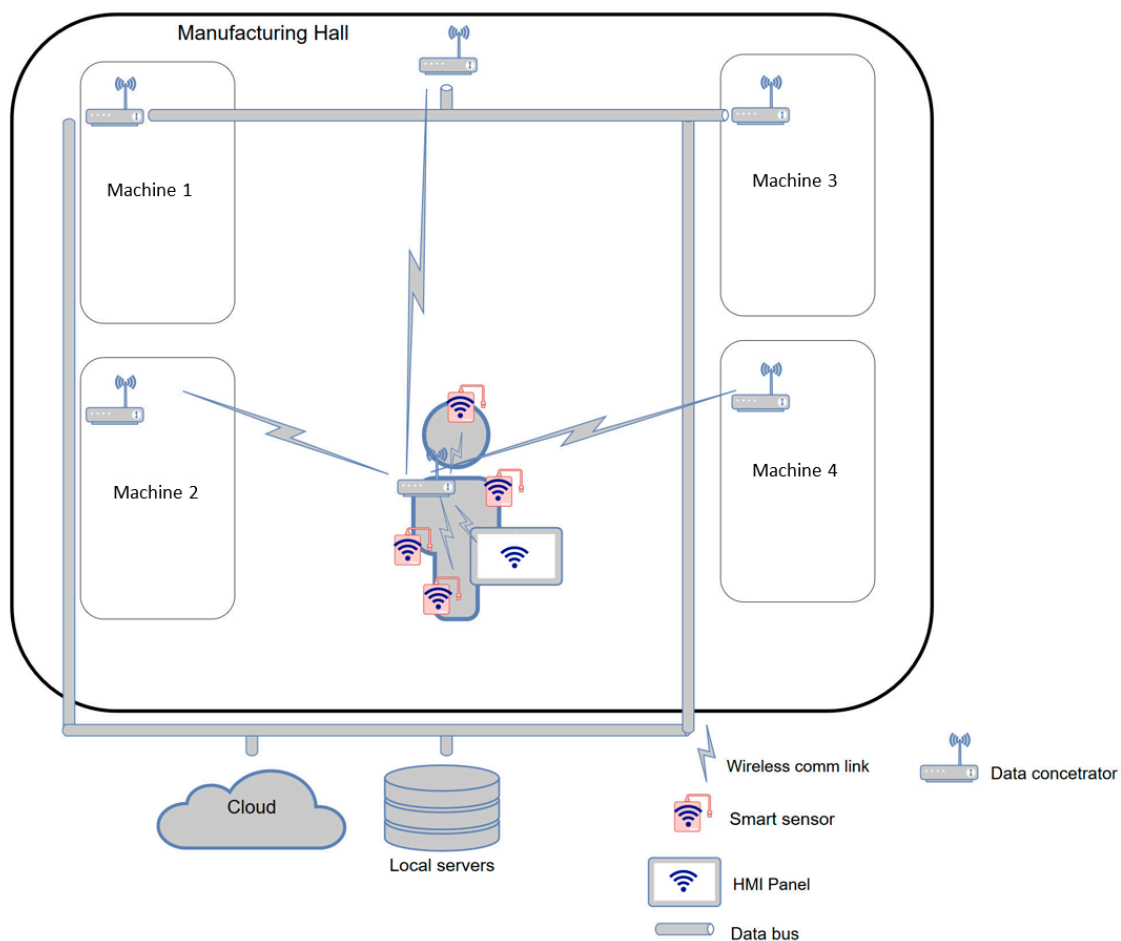 Manufacturing Hall
Machine 1
Machine 3
Machine 2
Machine 4
Cloud
Local servers
Wireless comm link
Data concetrator
Smart sensor
HMI Panel
Data bus